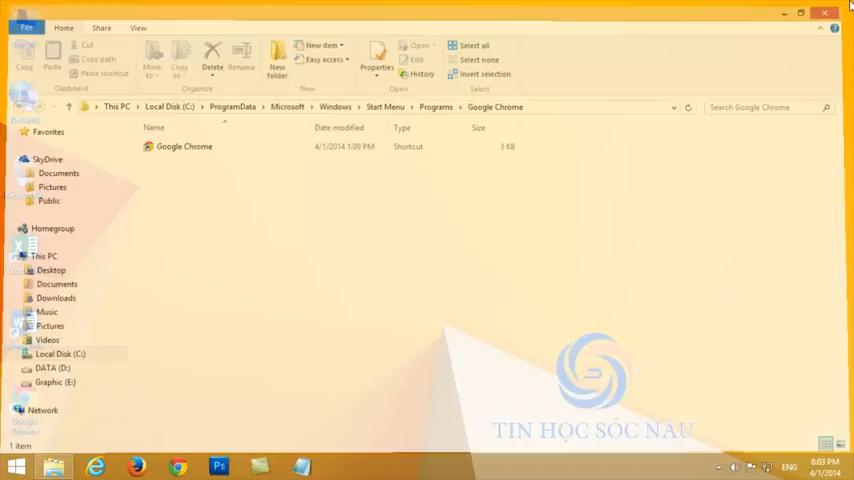 File Home Share View
Copy Paste Cut Copy path Paste shortcut Move to Copy to Delete Rename New folder New item Easy access Properties Open Edit History Select all Select none Invert selection
Clipboard Organize New Open Select
This PC Local Disk (C:) ProgramData Microsoft Windows Start Menu Programs Google Chrome Search Google Chrome
Name Date modified Type Size
Google Chrome 4/1/2014 1:09 PM Shortcut 3 KB
Favorites
SkyDrive
Documents
Pictures
Public
Homegroup
This PC
Desktop
Documents
Downloads
Music
Pictures
Videos
Local Disk (C:)
DATA (D:)
Graphic (E:)
Network
Google
Chrome
TIN HỌC SÓC NÂU
1 item
Ps ENG 8:03 PM
4/1/2014